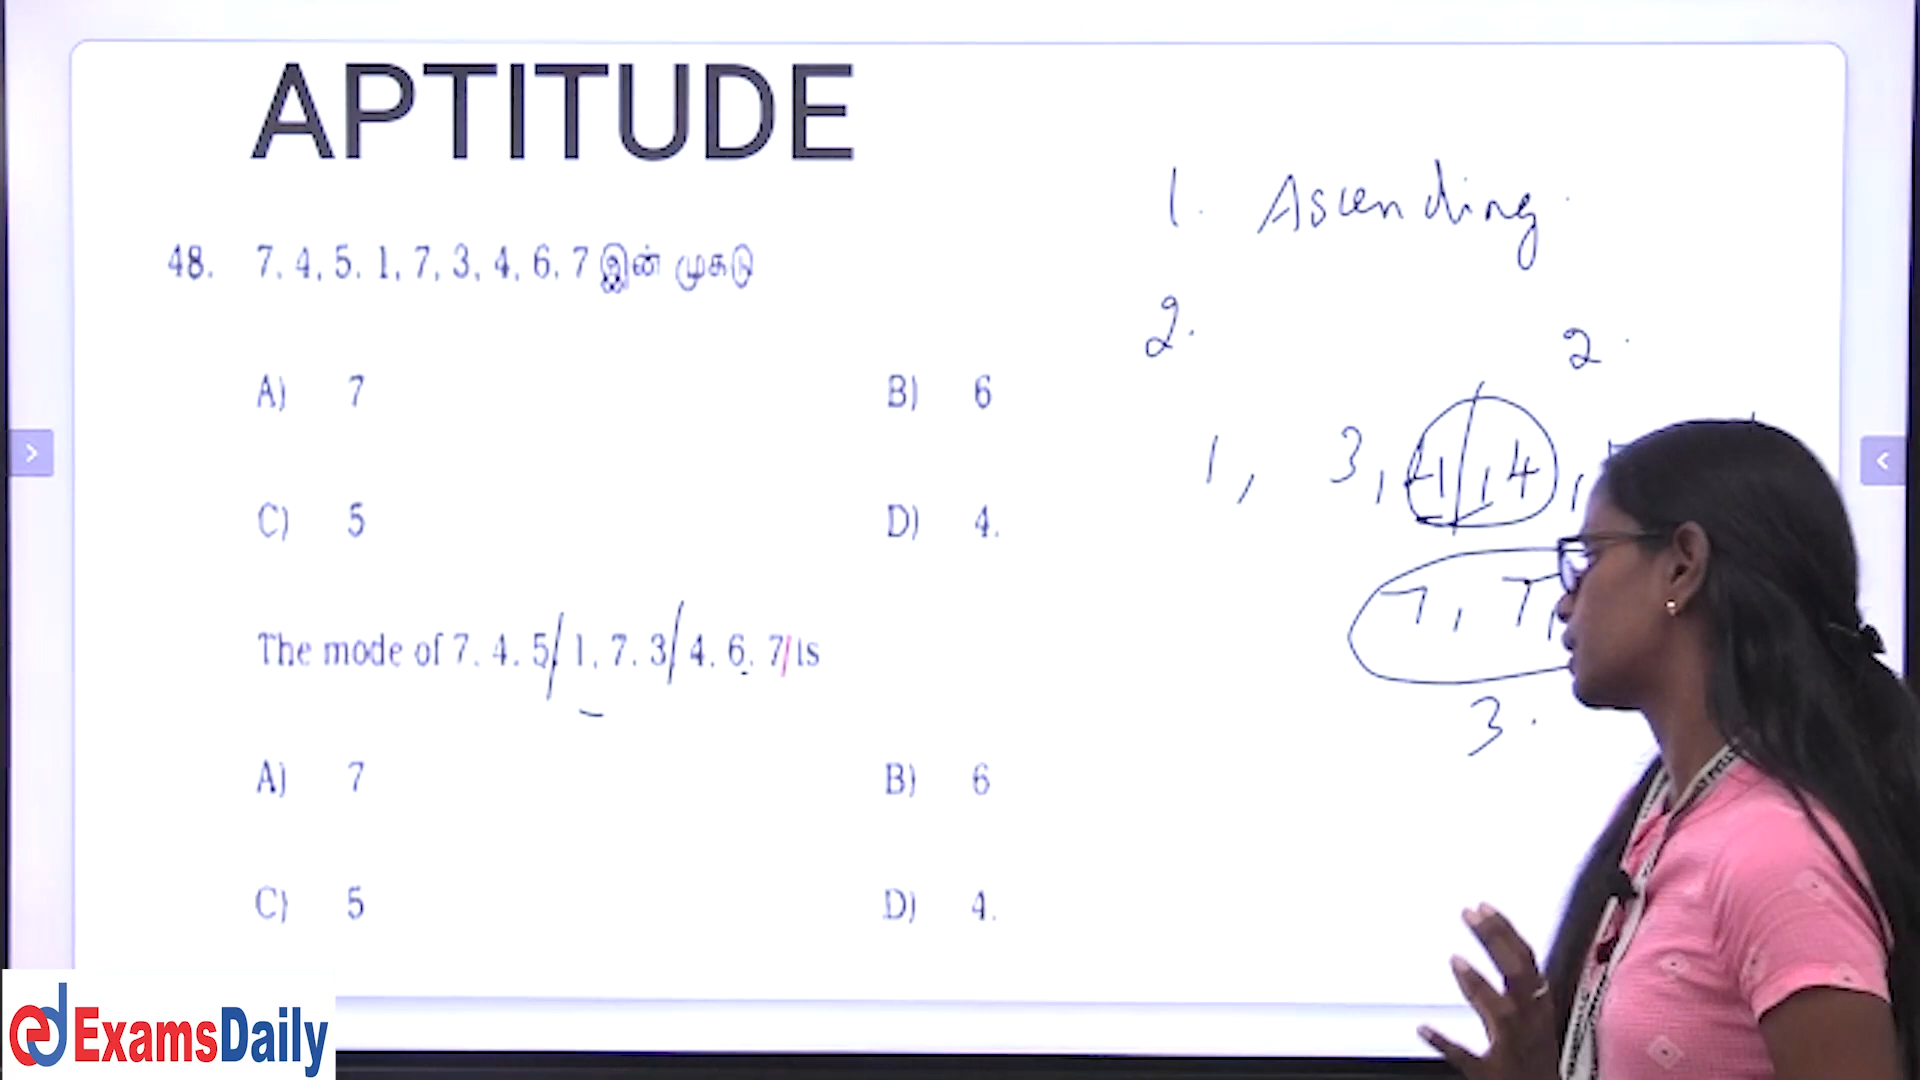 APTITUDE
48. 7, 4, 5, 1, 7, 3, 4, 6, 7 இன் முகடு
A) 7 B) 6
C) 5 D) 4.
The mode of 7, 4, 5, 1, 7, 3, 4, 6, 7 is
A) 7 B) 6
C) 5 D) 4.
1. Ascending.
2.
2.
1, 3, 4, 4,
7, 7,
3.
ExamsDaily